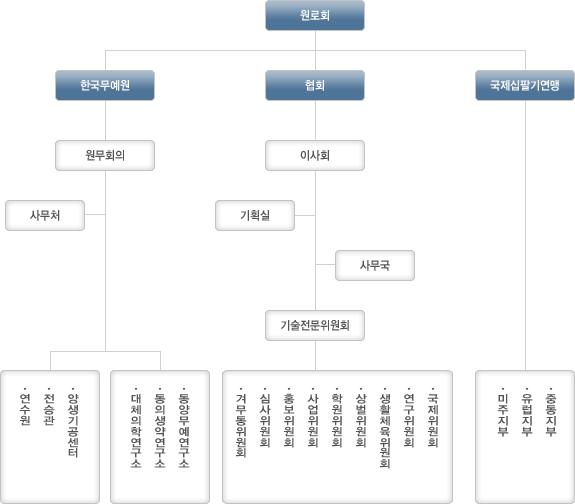 원로회
한국무예원
협회
국제십팔기연맹
원무회의
이사회
사무처
기획실
사무국
기술전문위원회
· 연수원
· 전승관
· 양생기공센터
· 대체의학연구소
· 동의생약연구소
· 동양무예연구소
· 겨무동위원회
· 심사위원회
· 홍보위원회
· 사업위원회
· 학원위원회
· 상벌위원회
· 생활체육위원회
· 연구위원회
· 국제위원회
· 미주지부
· 유럽지부
· 중동지부